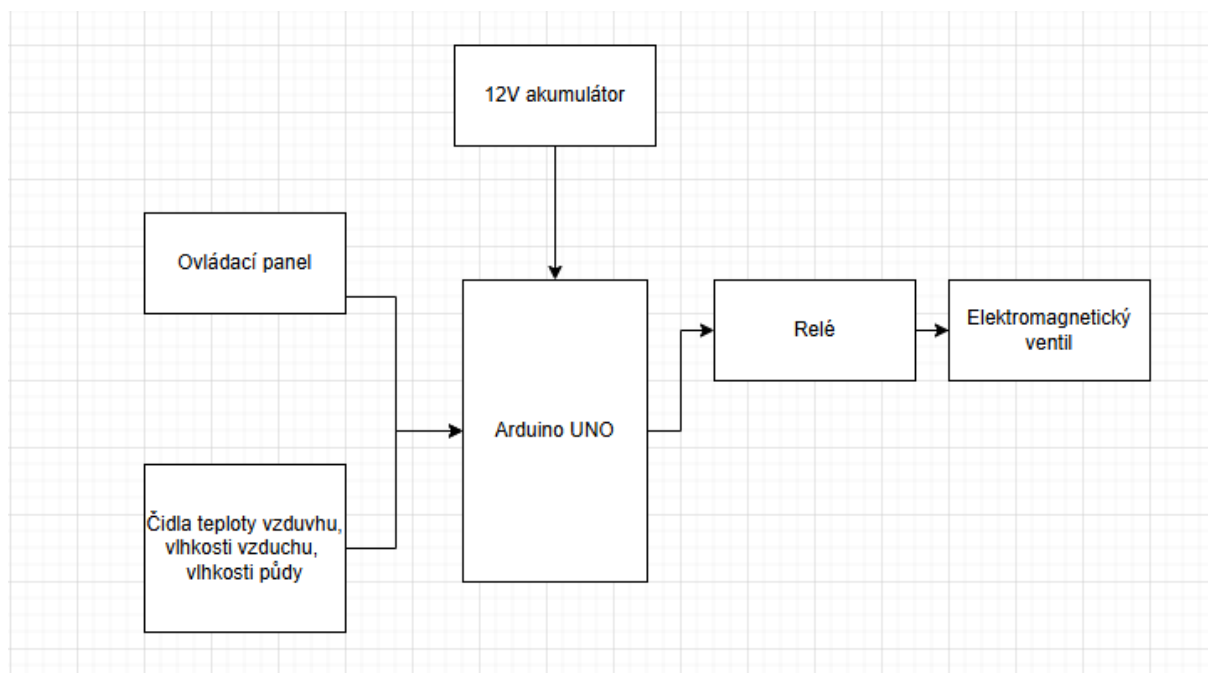 12V akumulátor
Ovládací panel
Relé
Elektromagnetický
ventil
Arduino UNO
Čidla teploty vzduvhu,
vlhkosti vzduchu,
vlhkosti půdy